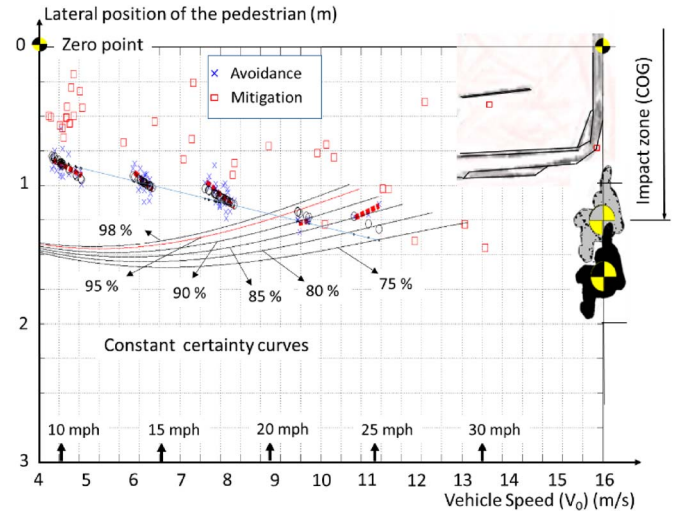 Lateral position of the pedestrian (m)
0
Zero point
× Avoidance
□ Mitigation
Impact zone (COG)
1
98 %
95 %
90 %
85 %
80 %
75 %
2
Constant certainty curves
10 mph
15 mph
20 mph
25 mph
30 mph
3
4 5 6 7 8 9 10 11 12 13 14 15 16
Vehicle Speed (V₀) (m/s)